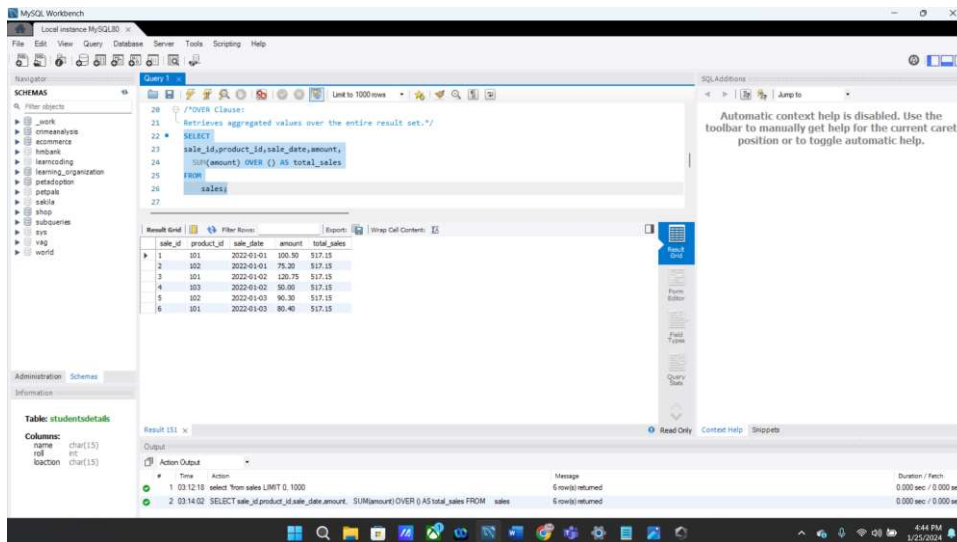 MySQL Workbench
Local instance MySQL80
File Edit View Query Database Server Tools Scripting Help
Navigator
SCHEMAS
Filter objects
_work
crimeanalysis
ecommerce
hmbank
learncoding
learning_organization
petadoption
petpals
sakila
shop
subqueries
sys
vag
world
Administration Schemas
Information
Table: studentsdetails
Columns:
name char(15)
roll int
loaction char(15)
Query 1
Limit to 1000 rows
20 /*OVER Clause:
21 Retrieves aggregated values over the entire result set.*/
22 SELECT
23 sale_id,product_id,sale_date,amount,
24 SUM(amount) OVER () AS total_sales
25 FROM
26 sales;
27
Result Grid Filter Rows: Export: Wrap Cell Content:
sale_id product_id sale_date amount total_sales
1 101 2022-01-01 100.50 517.15
2 102 2022-01-01 75.20 517.15
3 101 2022-01-02 120.75 517.15
4 103 2022-01-02 50.00 517.15
5 102 2022-01-03 90.30 517.15
6 101 2022-01-03 80.40 517.15
Result
Grid
Form
Editor
Field
Types
Query
Stats
Result 151
Read Only
SQLAdditions
Jump to
Automatic context help is disabled. Use the
toolbar to manually get help for the current caret
position or to toggle automatic help.
Context Help Snippets
Output
Action Output
# Time Action Message Duration / Fetch
1 03:12:18 select *from sales LIMIT 0, 1000 6 row(s) returned 0.000 sec / 0.000 se
2 03:14:02 SELECT sale_id,product_id,sale_date,amount, SUM(amount) OVER () AS total_sales FROM sales 6 row(s) returned 0.000 sec / 0.000 se
4:44 PM
1/25/2024